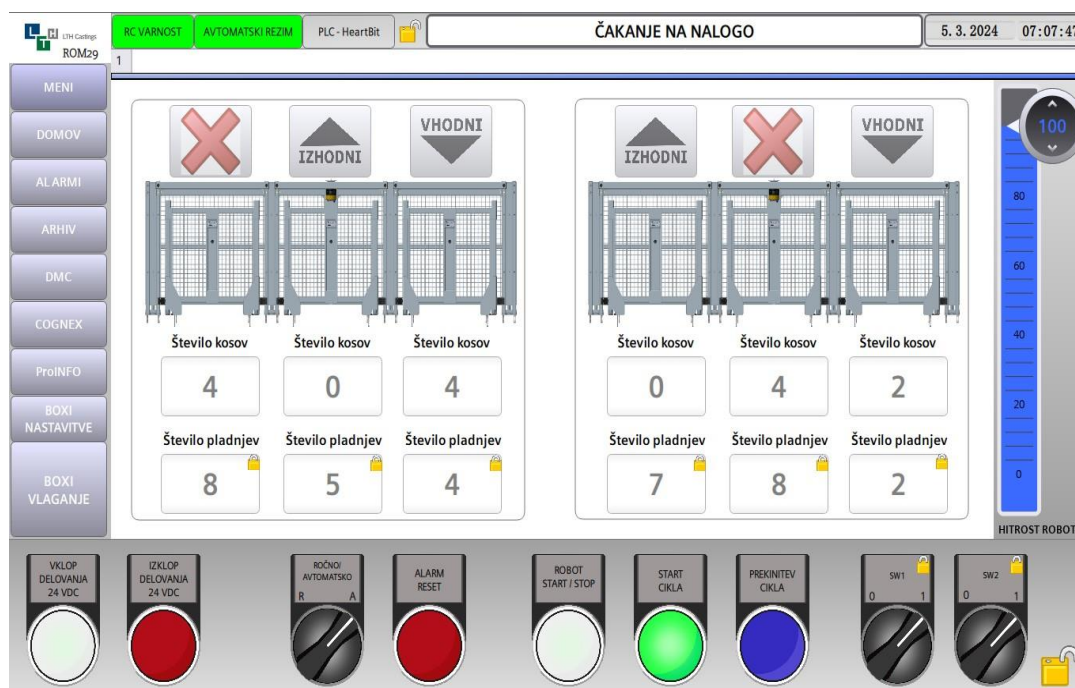 LTH Castings
ROM29
RC VARNOST
AVTOMATSKI REZIM
PLC - HeartBit
ČAKANJE NA NALOGO
5. 3. 2024
07:07:47
1
MENI
DOMOV
ALARMI
ARHIV
DMC
COGNEX
ProINFO
BOXI
NASTAVITVE
BOXI
VLAGANJE
IZHODNI
VHODNI
IZHODNI
VHODNI
Število kosov
Število kosov
Število kosov
Število kosov
Število kosov
Število kosov
4
0
4
0
4
2
Število pladnjev
Število pladnjev
Število pladnjev
Število pladnjev
Število pladnjev
Število pladnjev
8
5
4
7
8
2
100
80
60
40
20
0
HITROST ROBOT
VKLOP
DELOVANJA
24 VDC
IZKLOP
DELOVANJA
24 VDC
ROČNO/
AVTOMATSKO
R A
ALARM
RESET
ROBOT
START / STOP
START
CIKLA
PREKINITEV
CIKLA
SW1
0 1
SW2
0 1